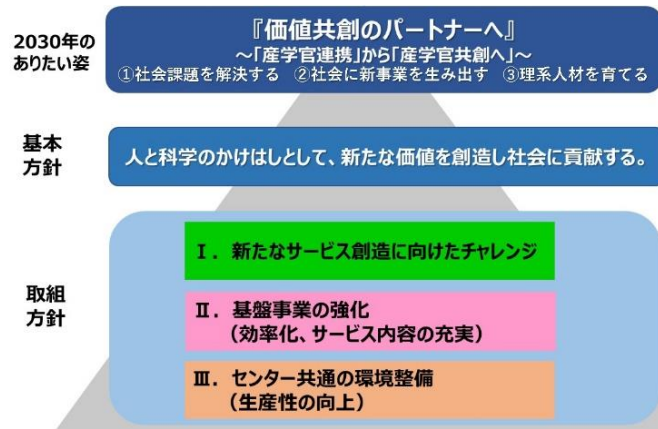 2030年の
ありたい姿
『価値共創のパートナーへ』
～「産学官連携」から「産学官共創へ」～
①社会課題を解決する ②社会に新事業を生み出す ③理系人材を育てる
基本
方針
人と科学のかけはしとして、新たな価値を創造し社会に貢献する。
取組
方針
Ⅰ．新たなサービス創造に向けたチャレンジ
Ⅱ．基盤事業の強化
（効率化、サービス内容の充実）
Ⅲ．センター共通の環境整備
（生産性の向上）